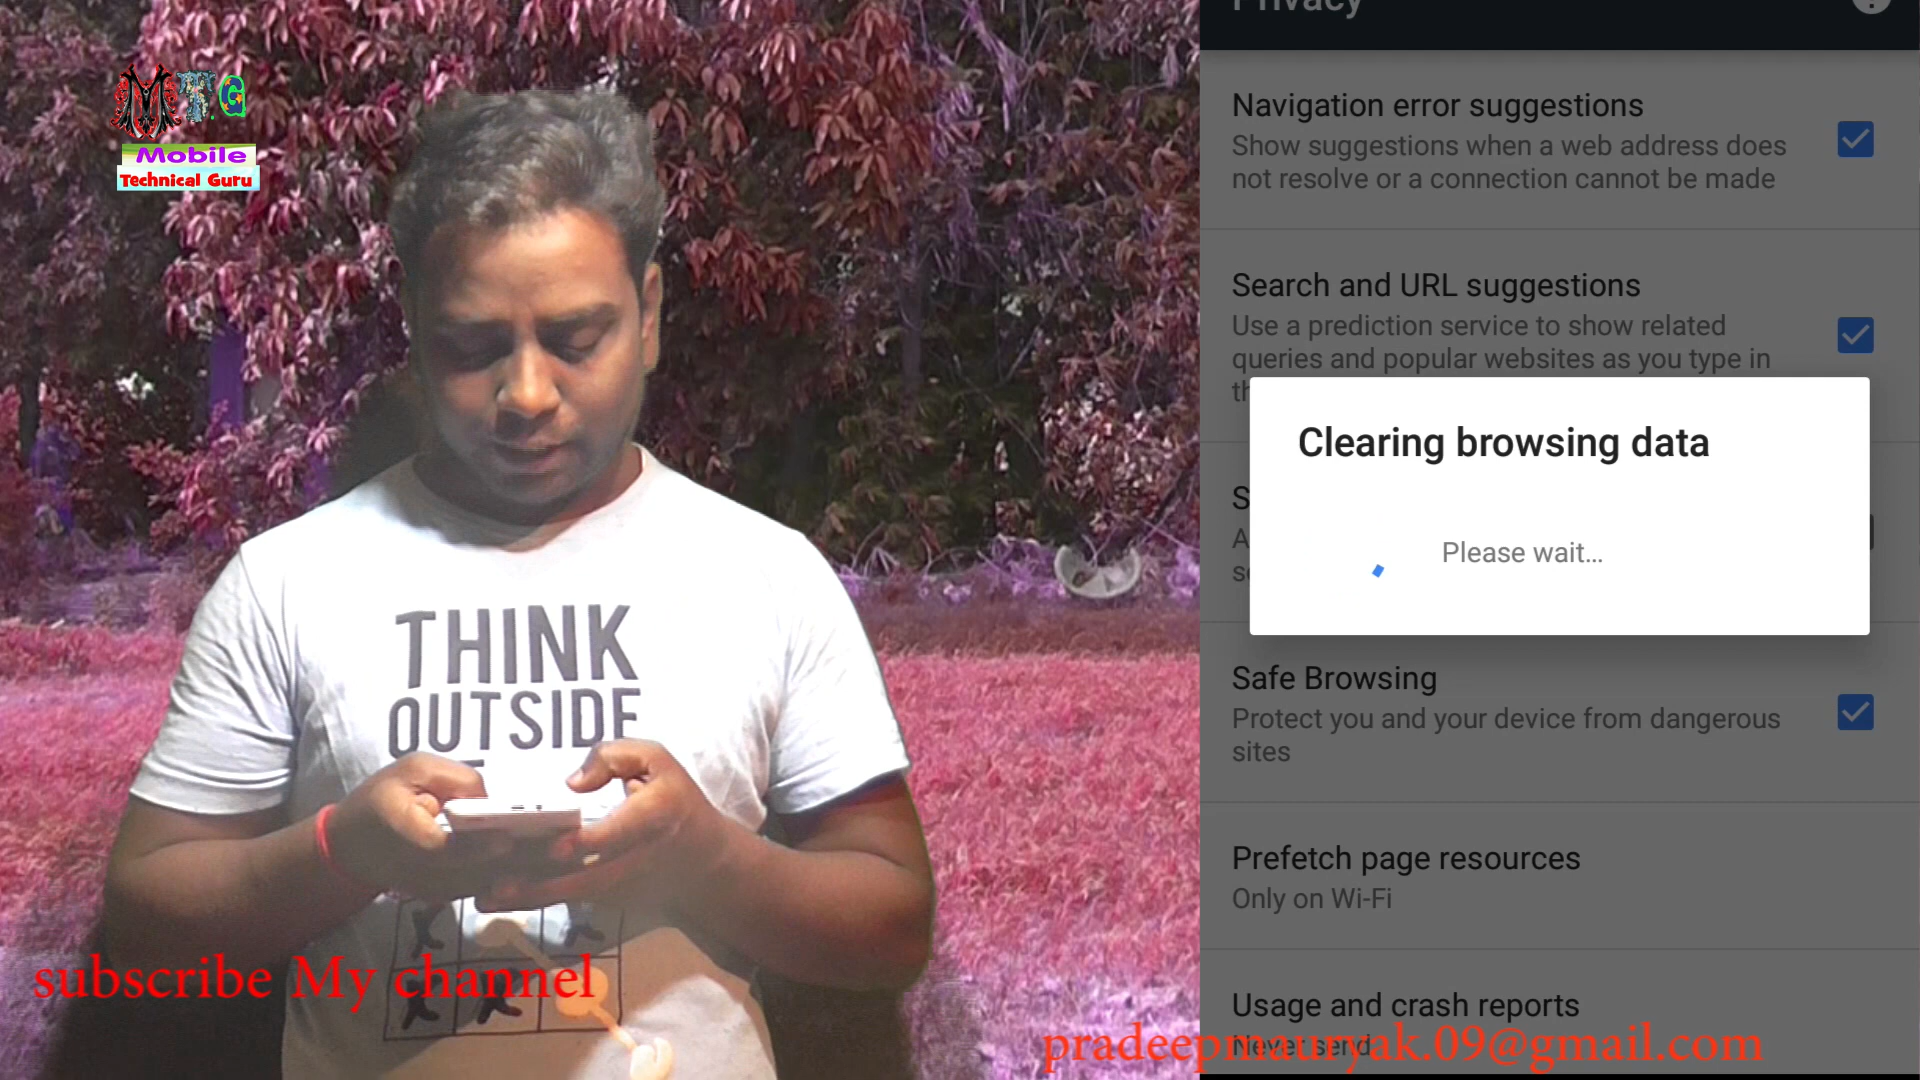 M.T.G
Mobile
Technical Guru
THINK
OUTSIDE
subscribe My channel
Privacy
Navigation error suggestions
Show suggestions when a web address does
not resolve or a connection cannot be made
Search and URL suggestions
Use a prediction service to show related
queries and popular websites as you type in
Clearing browsing data
Please wait...
Safe Browsing
Protect you and your device from dangerous
sites
Prefetch page resources
Only on Wi-Fi
Usage and crash reports
Never send
pradeepmauryak.09@gmail.com